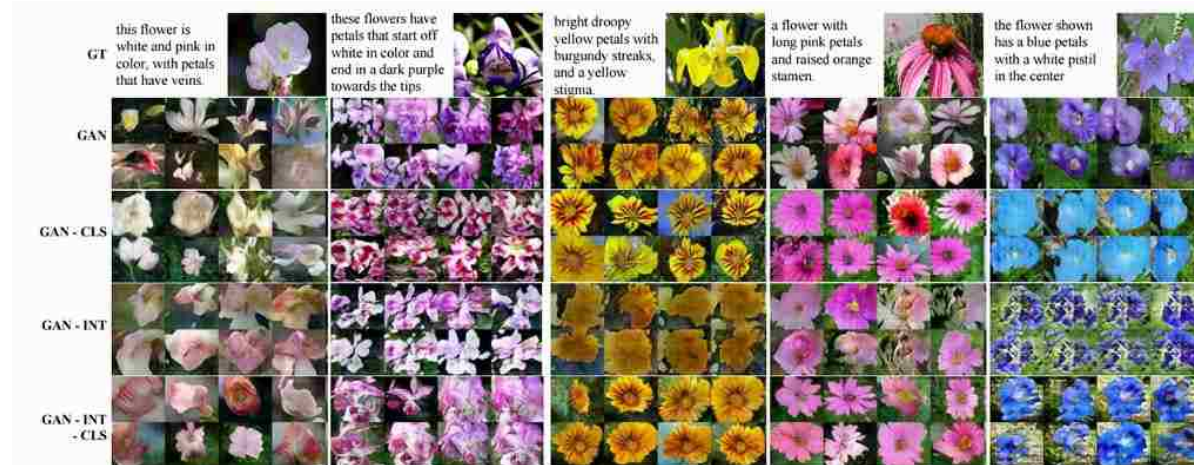 GT
this flower is
white and pink in
color, with petals
that have veins.
these flowers have
petals that start off
white in color and
end in a dark purple
towards the tips
bright droopy
yellow petals with
burgundy streaks,
and a yellow
stigma.
a flower with
long pink petals
and raised orange
stamen.
the flower shown
has a blue petals
with a white pistil
in the center
GAN
GAN - CLS
GAN - INT
GAN - INT
- CLS